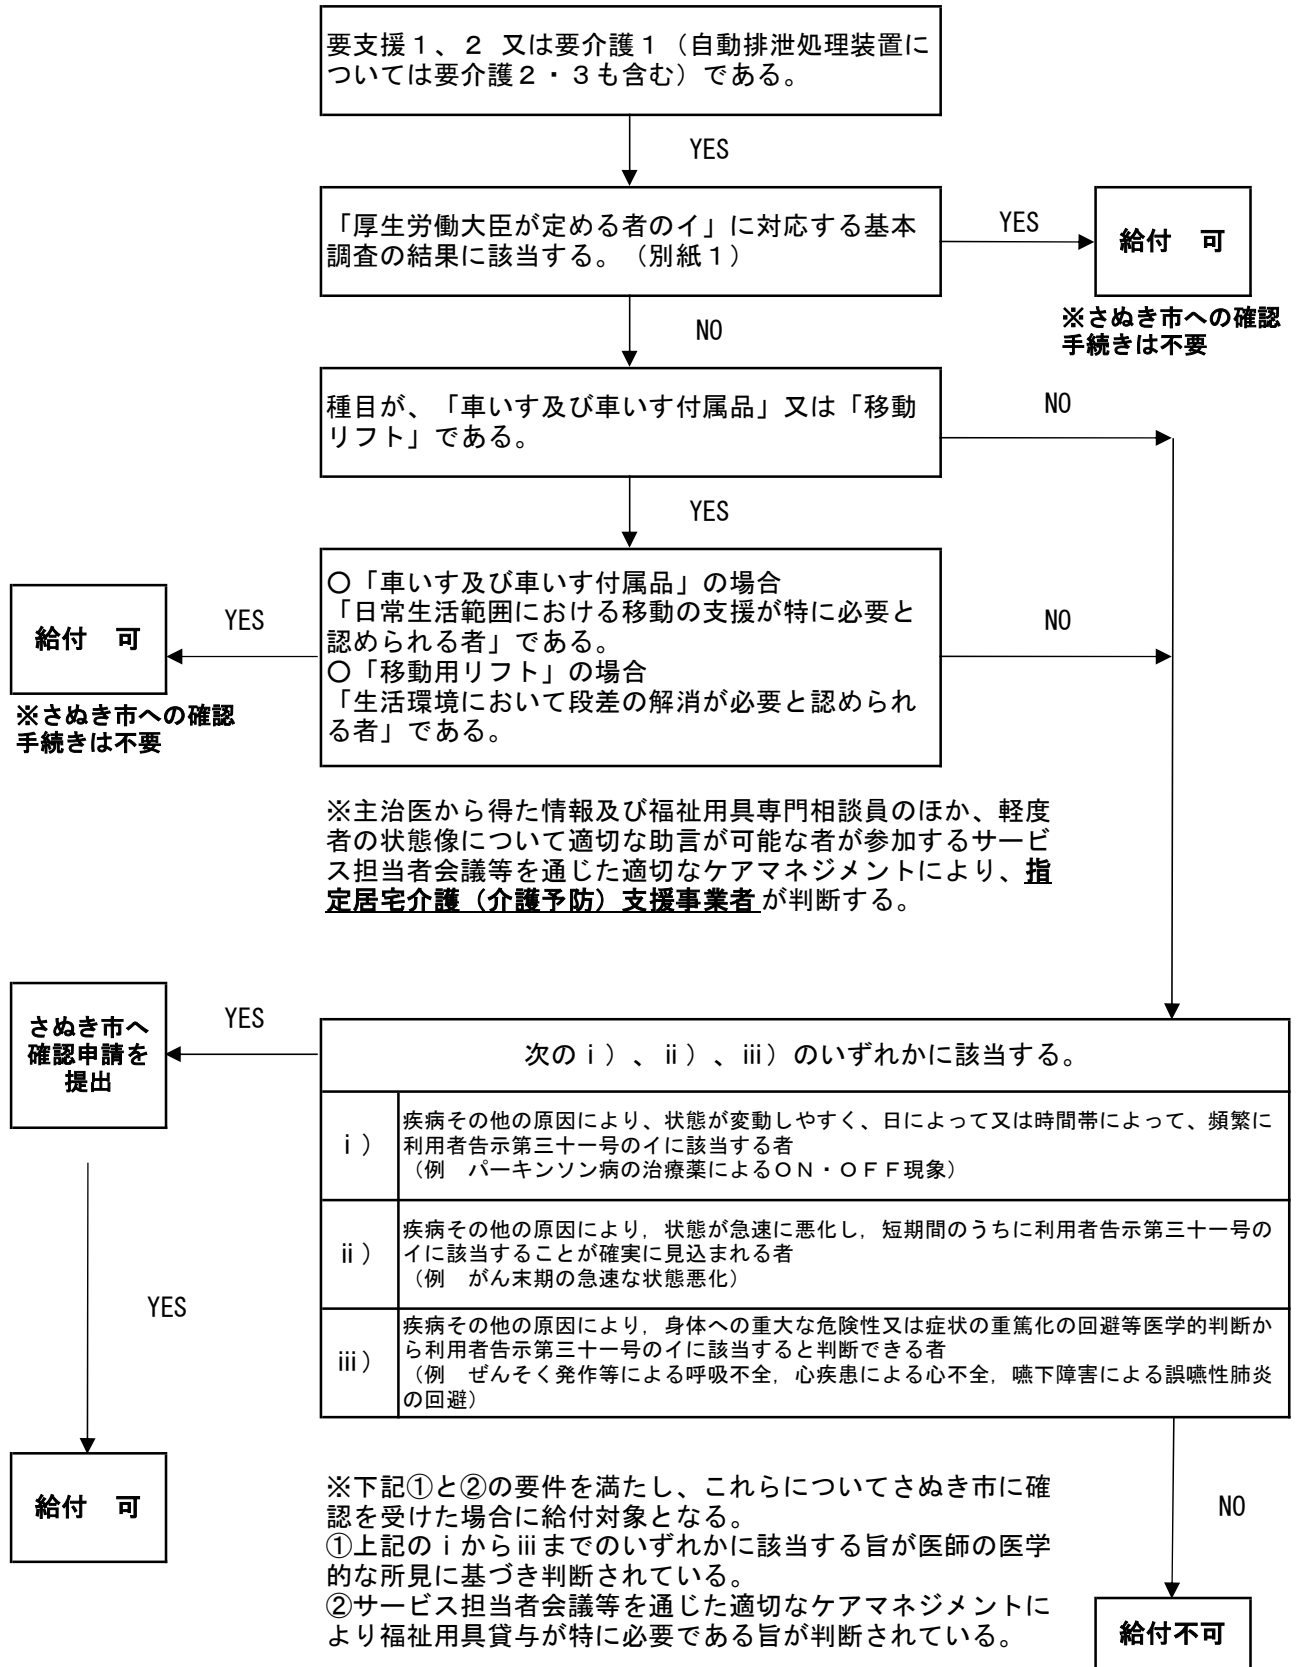 要支援１、２ 又は要介護１（自動排泄処理装置に
ついては要介護２・３も含む）である。
YES
「厚生労働大臣が定める者のイ」に対応する基本
調査の結果に該当する。（別紙１）
YES
給付　可
※さぬき市への確認
手続きは不要
NO
種目が、「車いす及び車いす付属品」又は「移動
リフト」である。
NO
YES
○「車いす及び車いす付属品」の場合
「日常生活範囲における移動の支援が特に必要と
認められる者」である。
○「移動用リフト」の場合
「生活環境において段差の解消が必要と認められ
る者」である。
YES
給付　可
※さぬき市への確認
手続きは不要
NO
※主治医から得た情報及び福祉用具専門相談員のほか、軽度
者の状態像について適切な助言が可能な者が参加するサービ
ス担当者会議等を通じた適切なケアマネジメントにより、指
定居宅介護（介護予防）支援事業者が判断する。
さぬき市へ
確認申請を
提出
YES
次のⅰ）、ⅱ）、ⅲ）のいずれかに該当する。
ⅰ）
疾病その他の原因により、状態が変動しやすく、日によって又は時間帯によって、頻繁に
利用者告示第三十一号のイに該当する者
（例　パーキンソン病の治療薬によるＯＮ・ＯＦＦ現象）
ⅱ）
疾病その他の原因により，状態が急速に悪化し，短期間のうちに利用者告示第三十一号の
イに該当することが確実に見込まれる者
（例　がん末期の急速な状態悪化）
ⅲ）
疾病その他の原因により，身体への重大な危険性又は症状の重篤化の回避等医学的判断か
ら利用者告示第三十一号のイに該当すると判断できる者
（例　ぜんそく発作等による呼吸不全，心疾患による心不全，嚥下障害による誤嚥性肺炎
の回避）
YES
給付　可
※下記①と②の要件を満たし、これらについてさぬき市に確
認を受けた場合に給付対象となる。
①上記のⅰからⅲまでのいずれかに該当する旨が医師の医学
的な所見に基づき判断されている。
②サービス担当者会議等を通じた適切なケアマネジメントに
より福祉用具貸与が特に必要である旨が判断されている。
NO
給付不可